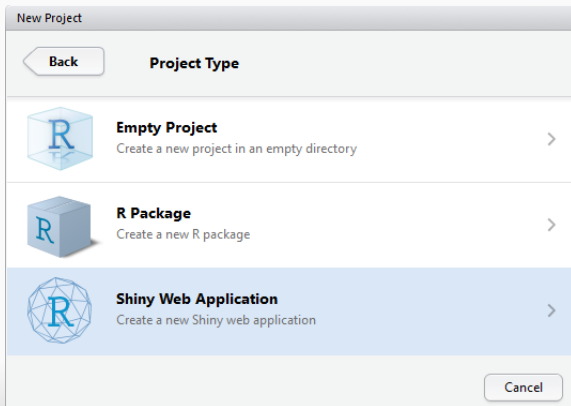 New Project
Back
Project Type
R
Empty Project
Create a new project in an empty directory
R
R Package
Create a new R package
R
Shiny Web Application
Create a new Shiny web application
Cancel